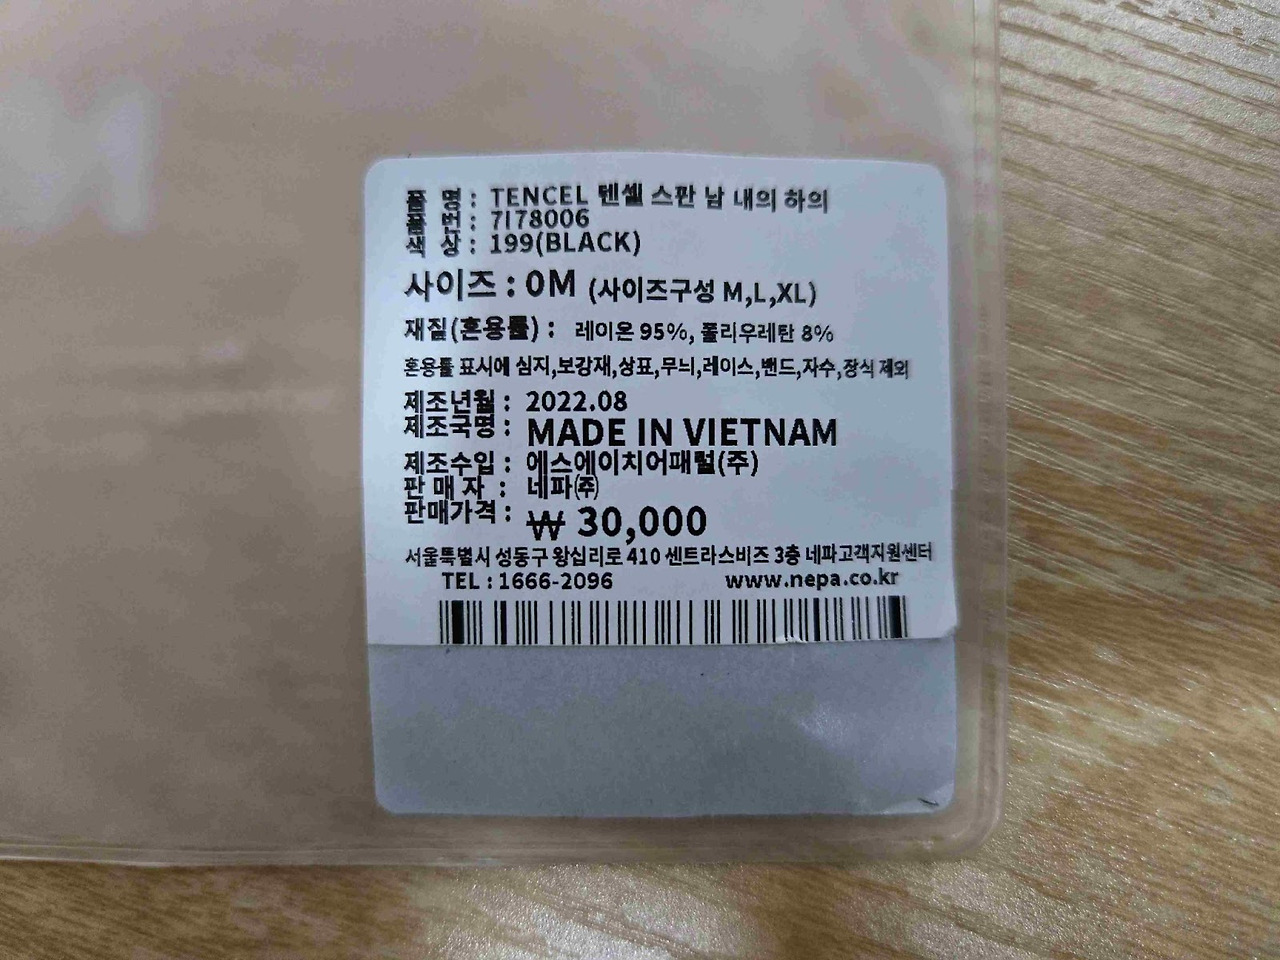 품 명 : TENCEL 텐셀 스판 남 내의 하의
품 번 : 7I78006
색 상 : 199(BLACK)
사이즈 : 0M (사이즈구성 M,L,XL)
재질(혼용률) : 레이온 95%, 폴리우레탄 8%
혼용률 표시에 심지,보강재,상표,무늬,레이스,밴드,자수,장식 제외
제조년월 : 2022.08
제조국명 : MADE IN VIETNAM
제조수입 : 에스에이치어패럴(주)
판 매 자 : 네파㈜
판매가격 : ₩ 30,000
서울특별시 성동구 왕십리로 410 센트라스비즈 3층 네파고객지원센터
TEL : 1666-2096 www.nepa.co.kr